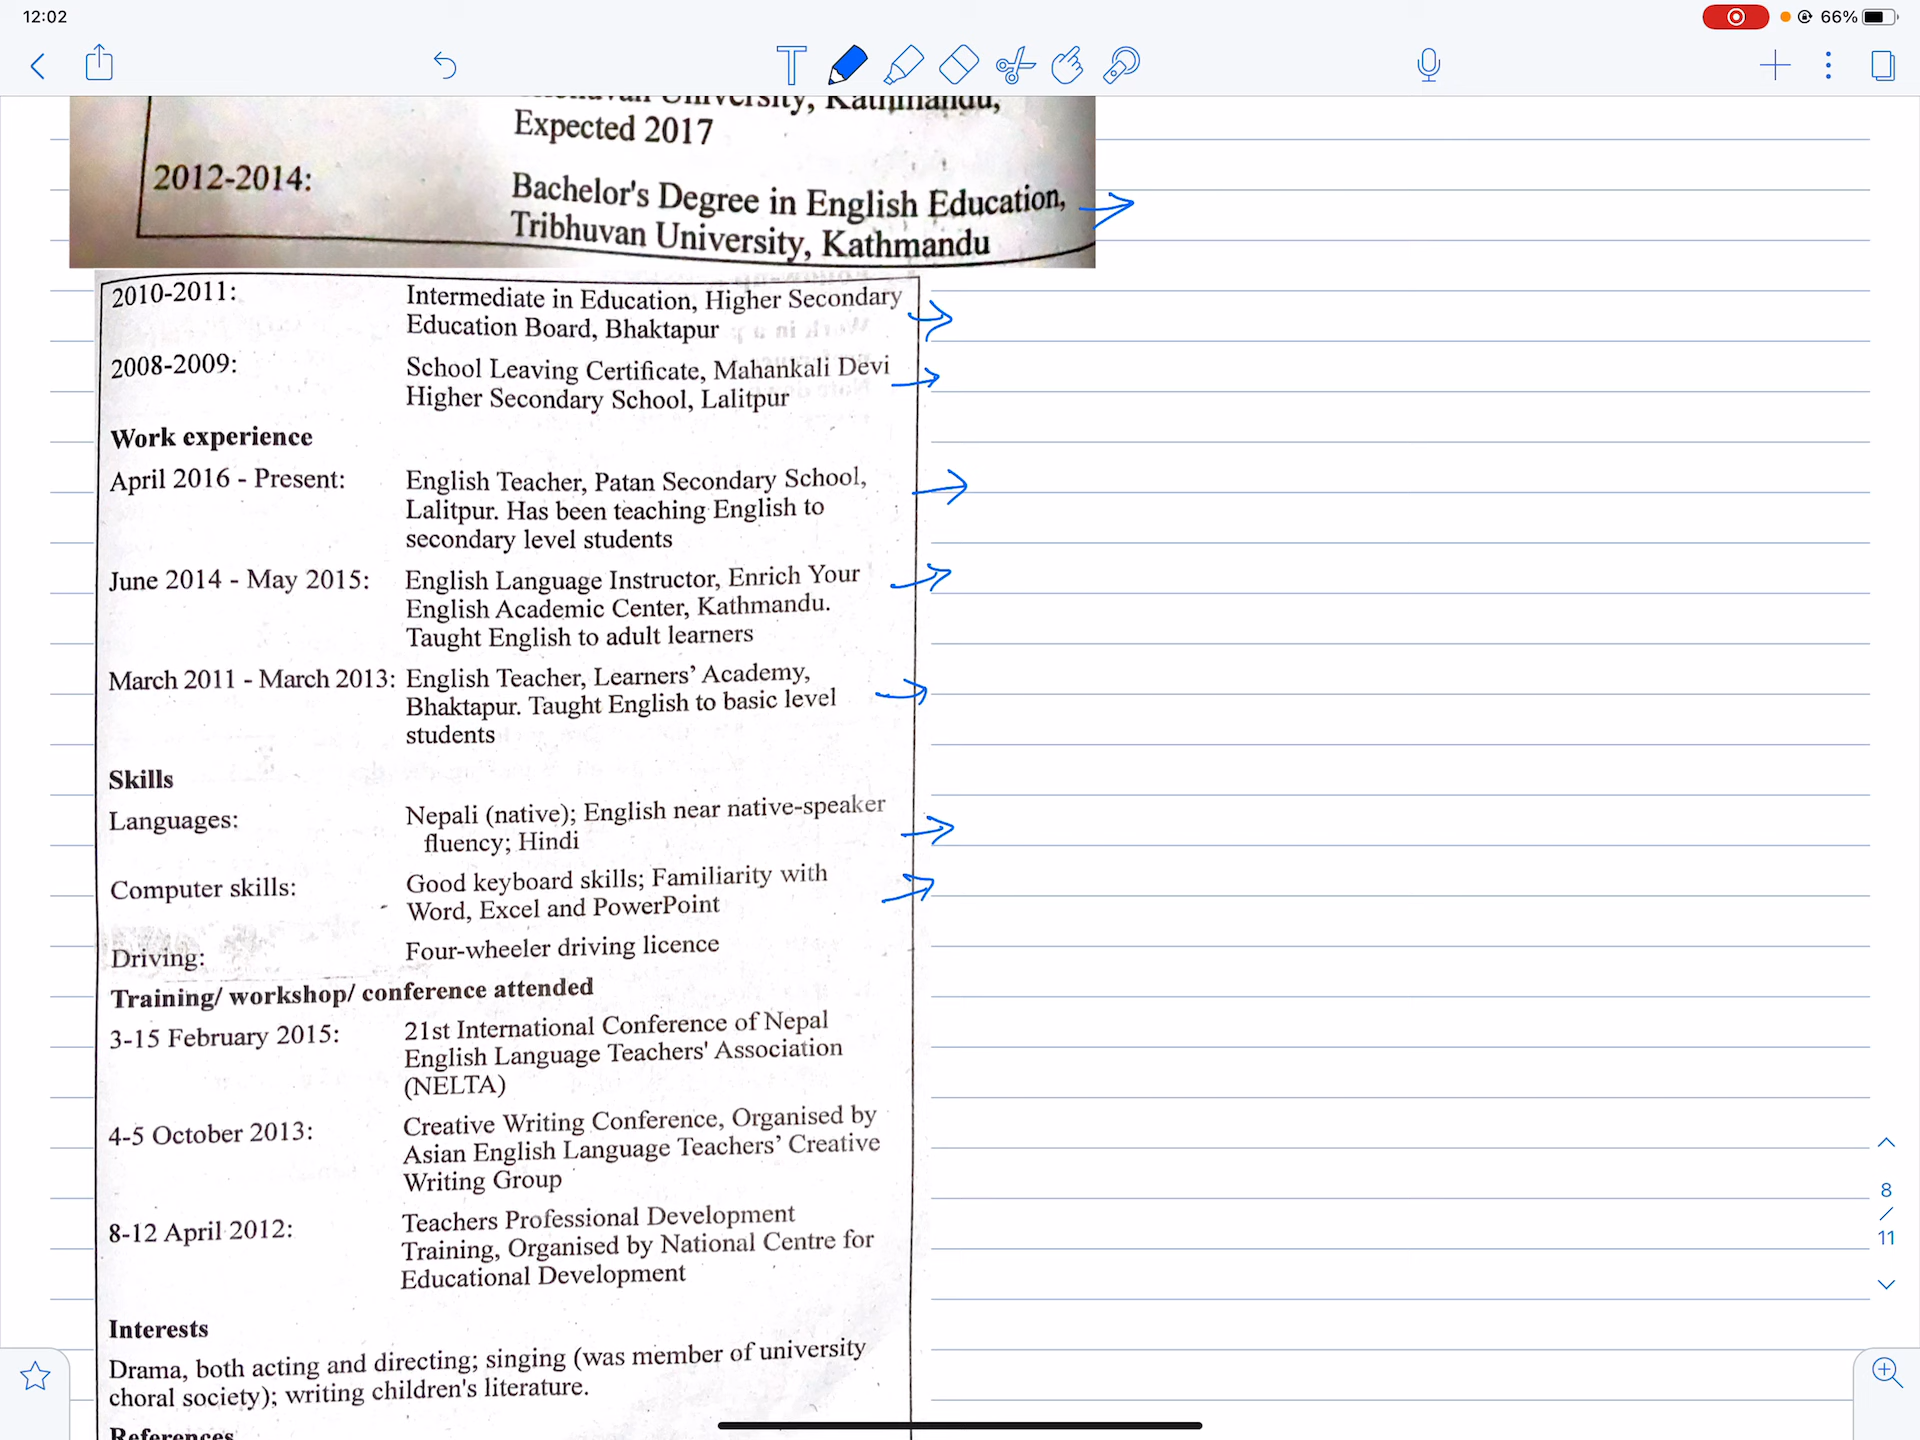 12:02
66%
T
University, Kathmandu,
Expected 2017
2012-2014:
Bachelor's Degree in English Education,
Tribhuvan University, Kathmandu
2010-2011:
Intermediate in Education, Higher Secondary
Education Board, Bhaktapur
2008-2009:
School Leaving Certificate, Mahankali Devi
Higher Secondary School, Lalitpur
Work experience
April 2016 - Present:
English Teacher, Patan Secondary School,
Lalitpur. Has been teaching English to
secondary level students
June 2014 - May 2015:
English Language Instructor, Enrich Your
English Academic Center, Kathmandu.
Taught English to adult learners
March 2011 - March 2013:
English Teacher, Learners’ Academy,
Bhaktapur. Taught English to basic level
students
Skills
Languages:
Nepali (native); English near native-speaker
fluency; Hindi
Computer skills:
Good keyboard skills; Familiarity with
Word, Excel and PowerPoint
Driving:
Four-wheeler driving licence
Training/ workshop/ conference attended
3-15 February 2015:
21st International Conference of Nepal
English Language Teachers' Association
(NELTA)
4-5 October 2013:
Creative Writing Conference, Organised by
Asian English Language Teachers’ Creative
Writing Group
8-12 April 2012:
Teachers Professional Development
Training, Organised by National Centre for
Educational Development
Interests
Drama, both acting and directing; singing (was member of university
choral society); writing children's literature.
References
8
/
11